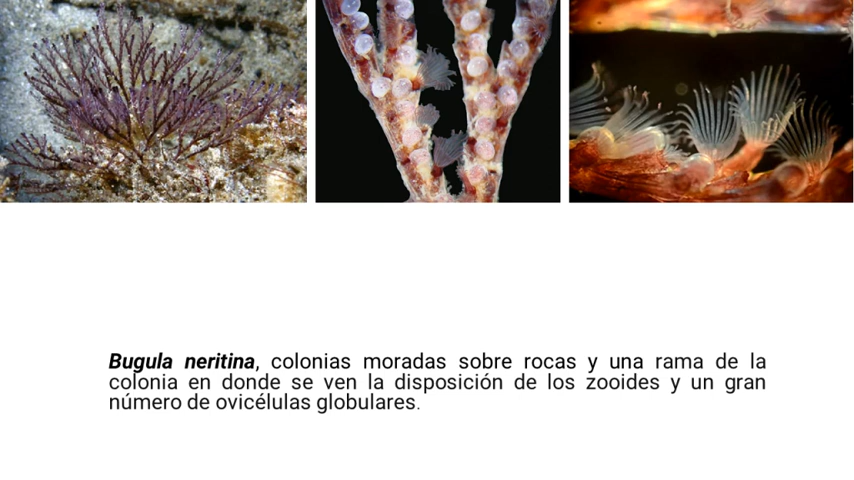 Bugula neritina, colonias moradas sobre rocas y una rama de la
colonia en donde se ven la disposición de los zooides y un gran
número de ovicélulas globulares.